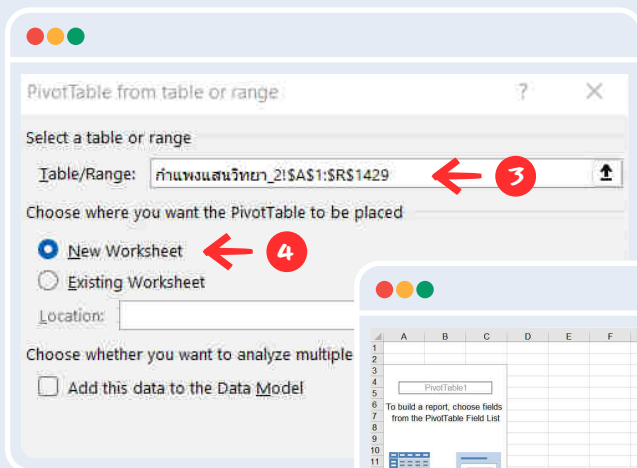 PivotTable from table or range ? ×
Select a table or range
Table/Range: กำแพงแสนวิทยา_2!$A$1:$R$1429
3
Choose where you want the PivotTable to be placed
New Worksheet
4
Existing Worksheet
Location:
Choose whether you want to analyze multiple
Add this data to the Data Model
A B C D E F
1
2
3
4
PivotTable1
5
6 To build a report, choose fields
7 from the PivotTable Field List
8
9
10
11